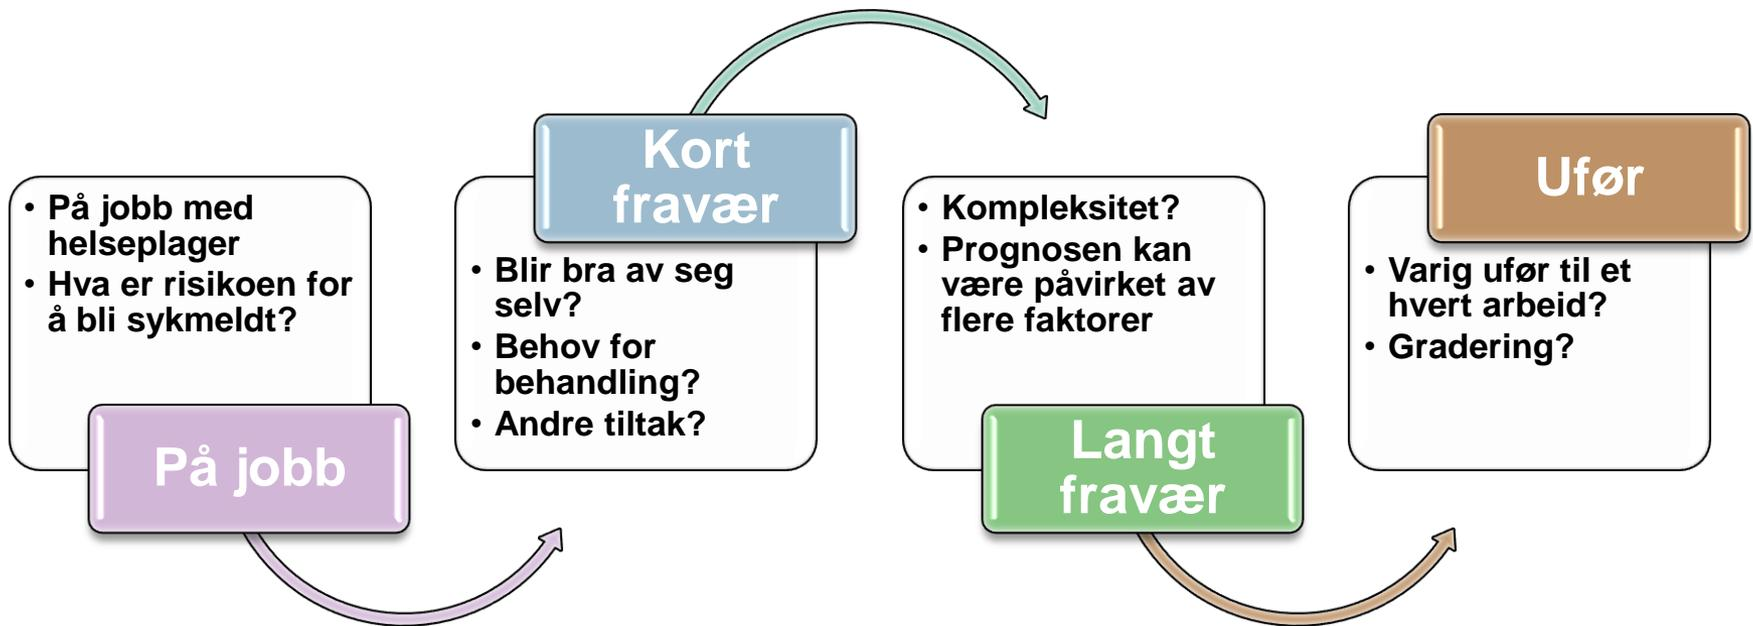 • På jobb med
helseplager
• Hva er risikoen for
å bli sykmeldt?
På jobb
Kort
fravær
• Blir bra av seg
selv?
• Behov for
behandling?
• Andre tiltak?
• Kompleksitet?
• Prognosen kan
være påvirket av
flere faktorer
Langt
fravær
Ufør
• Varig ufør til et
hvert arbeid?
• Gradering?